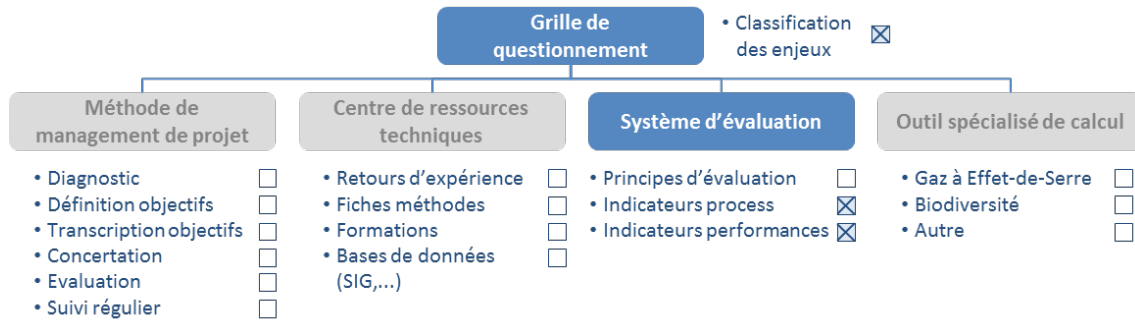 Grille de
questionnement
• Classification
des enjeux
Méthode de
management de projet
• Diagnostic
• Définition objectifs
• Transcription objectifs
• Concertation
• Evaluation
• Suivi régulier
Centre de ressources
techniques
• Retours d'expérience
• Fiches méthodes
• Formations
• Bases de données
(SIG,...)
Système d'évaluation
• Principes d'évaluation
• Indicateurs process
• Indicateurs performances
Outil spécialisé de calcul
• Gaz à Effet-de-Serre
• Biodiversité
• Autre